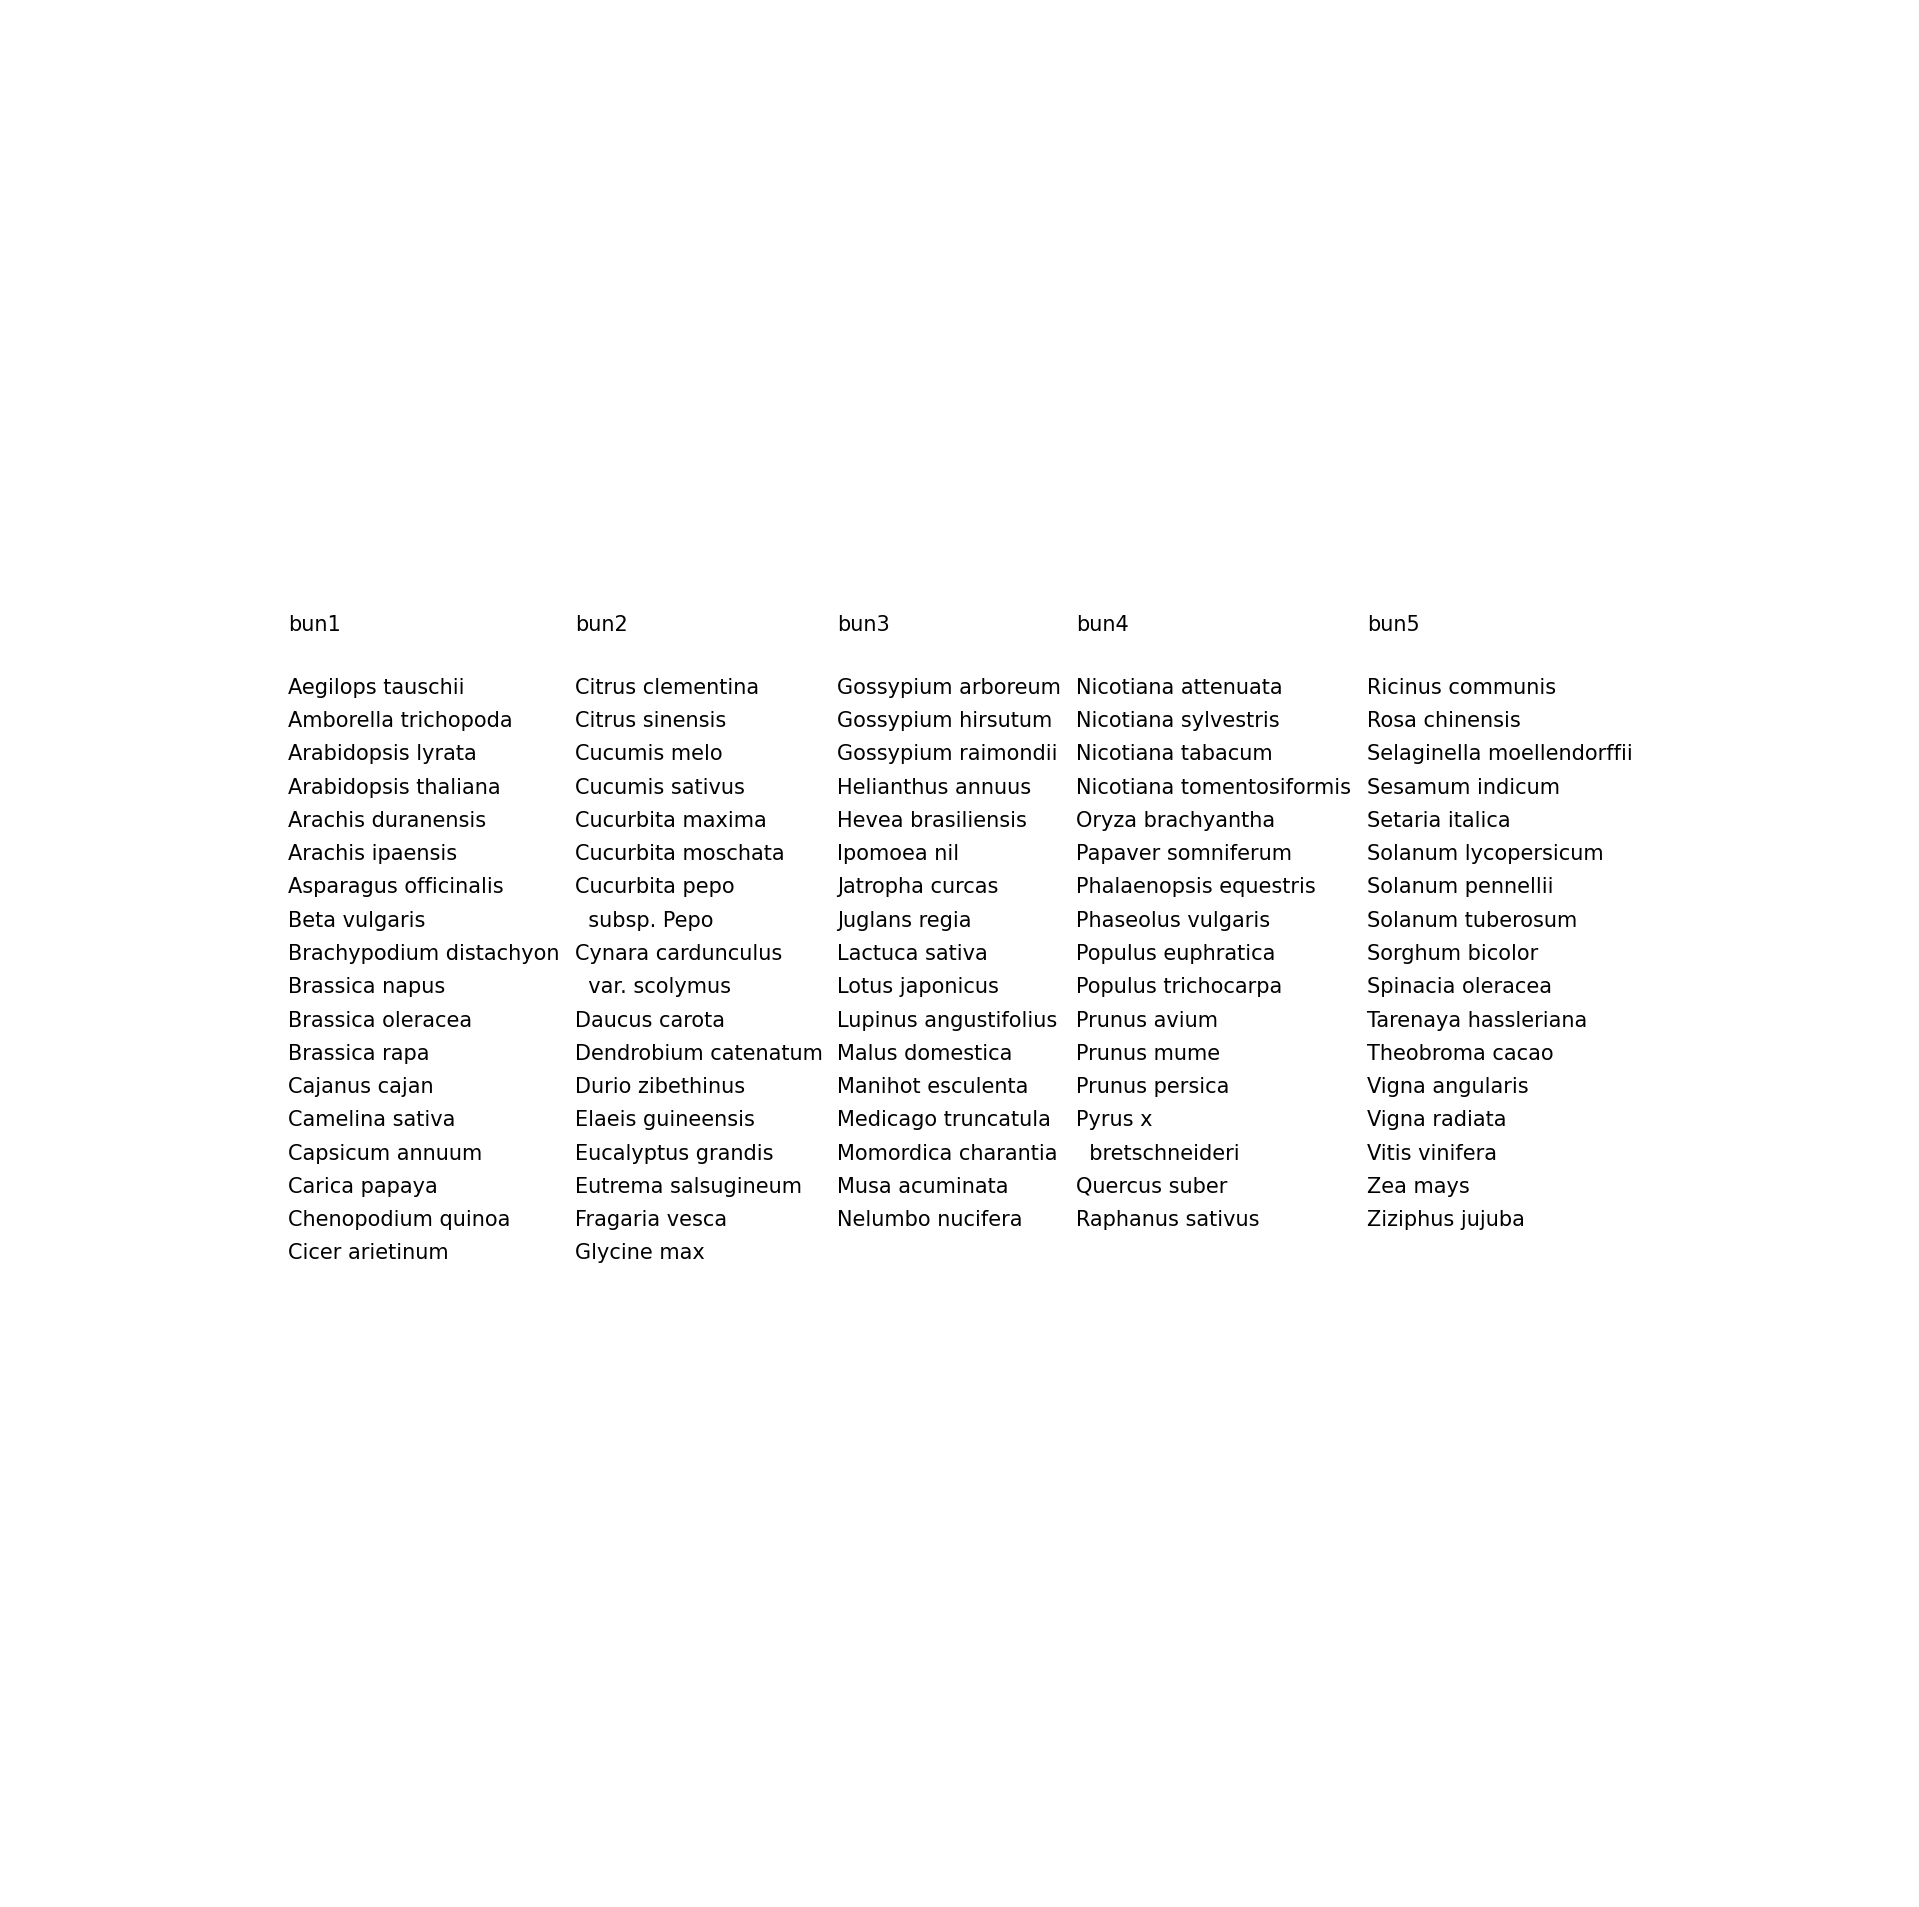 bun1
Aegilops tauschii
Amborella trichopoda
Arabidopsis lyrata
Arabidopsis thaliana
Arachis duranensis
Arachis ipaensis
Asparagus officinalis
Beta vulgaris
Brachypodium distachyon
Brassica napus
Brassica oleracea
Brassica rapa
Cajanus cajan
Camelina sativa
Capsicum annuum
Carica papaya
Chenopodium quinoa
Cicer arietinum
bun2
Citrus clementina
Citrus sinensis
Cucumis melo
Cucumis sativus
Cucurbita maxima
Cucurbita moschata
Cucurbita pepo
subsp. Pepo
Cynara cardunculus
var. scolymus
Daucus carota
Dendrobium catenatum
Durio zibethinus
Elaeis guineensis
Eucalyptus grandis
Eutrema salsugineum
Fragaria vesca
Glycine max
bun3
Gossypium arboreum
Gossypium hirsutum
Gossypium raimondii
Helianthus annuus
Hevea brasiliensis
Ipomoea nil
Jatropha curcas
Juglans regia
Lactuca sativa
Lotus japonicus
Lupinus angustifolius
Malus domestica
Manihot esculenta
Medicago truncatula
Momordica charantia
Musa acuminata
Nelumbo nucifera
bun4
Nicotiana attenuata
Nicotiana sylvestris
Nicotiana tabacum
Nicotiana tomentosiformis
Oryza brachyantha
Papaver somniferum
Phalaenopsis equestris
Phaseolus vulgaris
Populus euphratica
Populus trichocarpa
Prunus avium
Prunus mume
Prunus persica
Pyrus x
bretschneideri
Quercus suber
Raphanus sativus
bun5
Ricinus communis
Rosa chinensis
Selaginella moellendorffii
Sesamum indicum
Setaria italica
Solanum lycopersicum
Solanum pennellii
Solanum tuberosum
Sorghum bicolor
Spinacia oleracea
Tarenaya hassleriana
Theobroma cacao
Vigna angularis
Vigna radiata
Vitis vinifera
Zea mays
Ziziphus jujuba